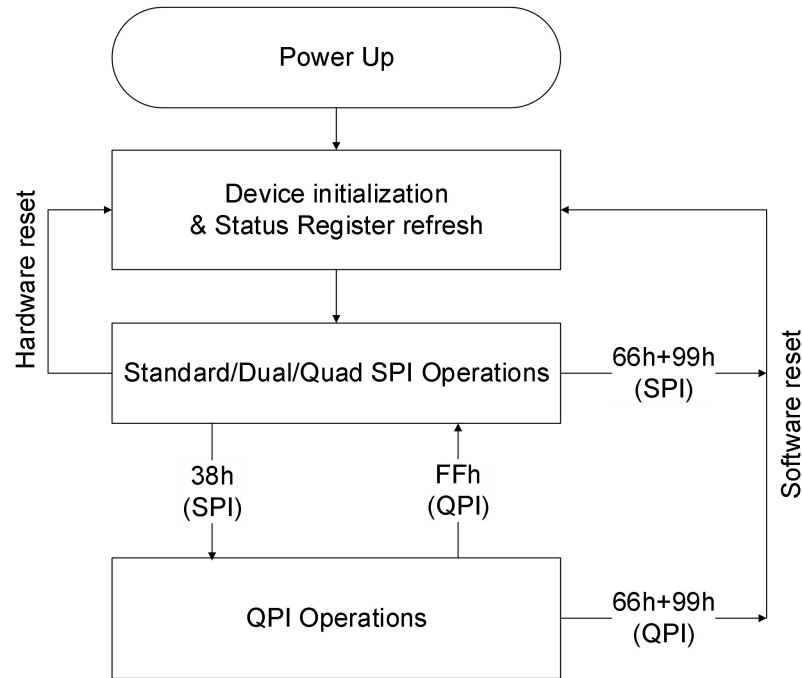 Power Up
Device initialization
& Status Register refresh
Hardware reset
Standard/Dual/Quad SPI Operations
66h+99h
(SPI)
Software reset
38h
(SPI)
FFh
(QPI)
QPI Operations
66h+99h
(QPI)